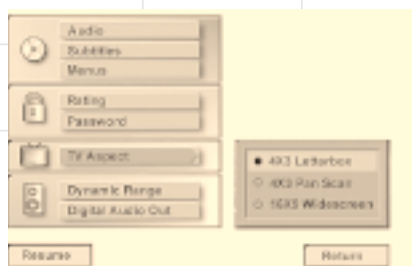 Audio
Subtitles
Menus
Rating
Password
TV Aspect
Dynamic Range
Digital Audio Out
4X3 Letterbox
4X3 Pan Scan
16X9 Widescreen
Resume
Return